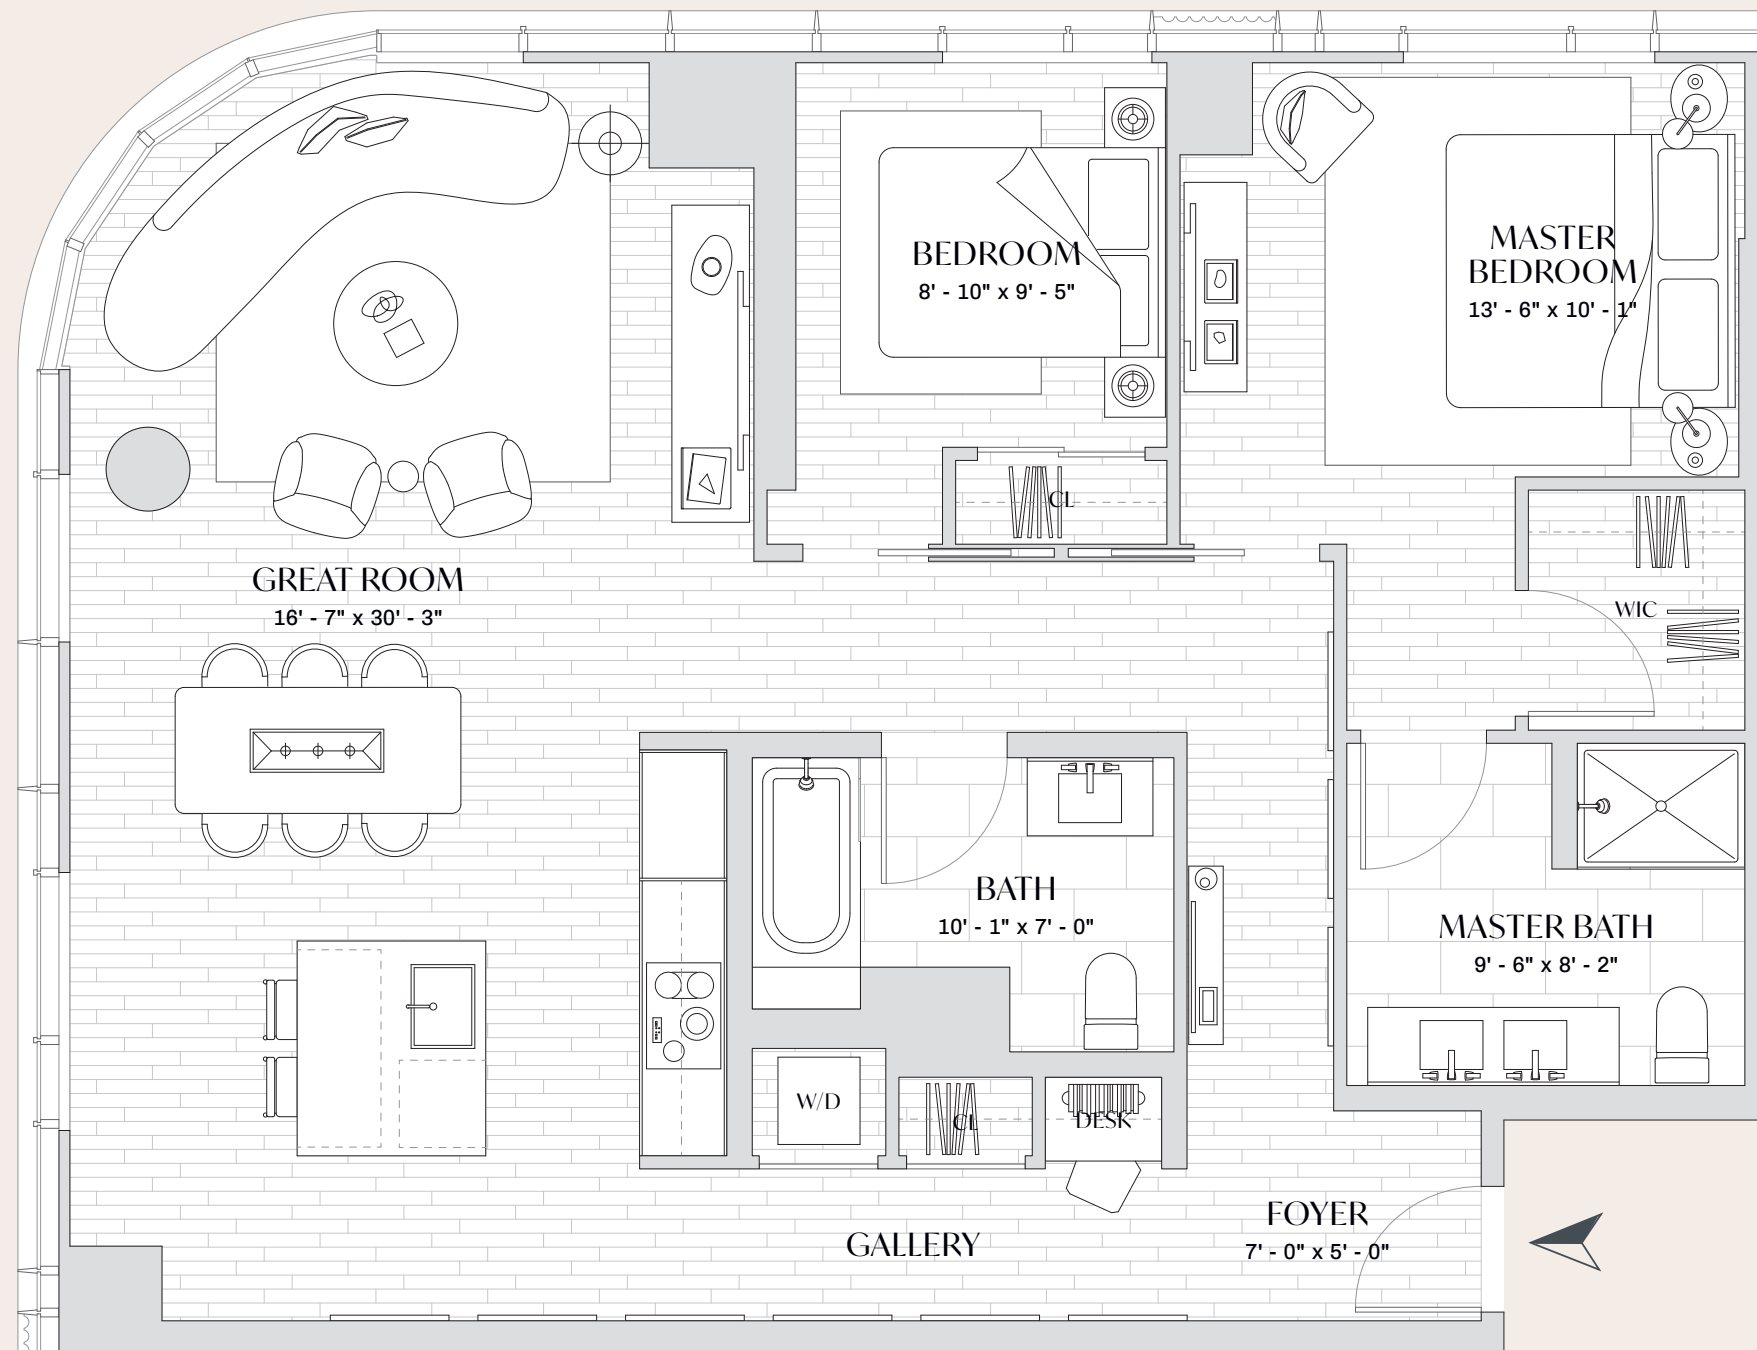 BEDROOM
8' - 10" x 9' - 5"
MASTER
BEDROOM
13' - 6" x 10' - 1"
CL
GREAT ROOM
16' - 7" x 30' - 3"
WIC
BATH
10' - 1" x 7' - 0"
MASTER BATH
9' - 6" x 8' - 2"
W/D
CL
DESK
FOYER
7' - 0" x 5' - 0"
GALLERY